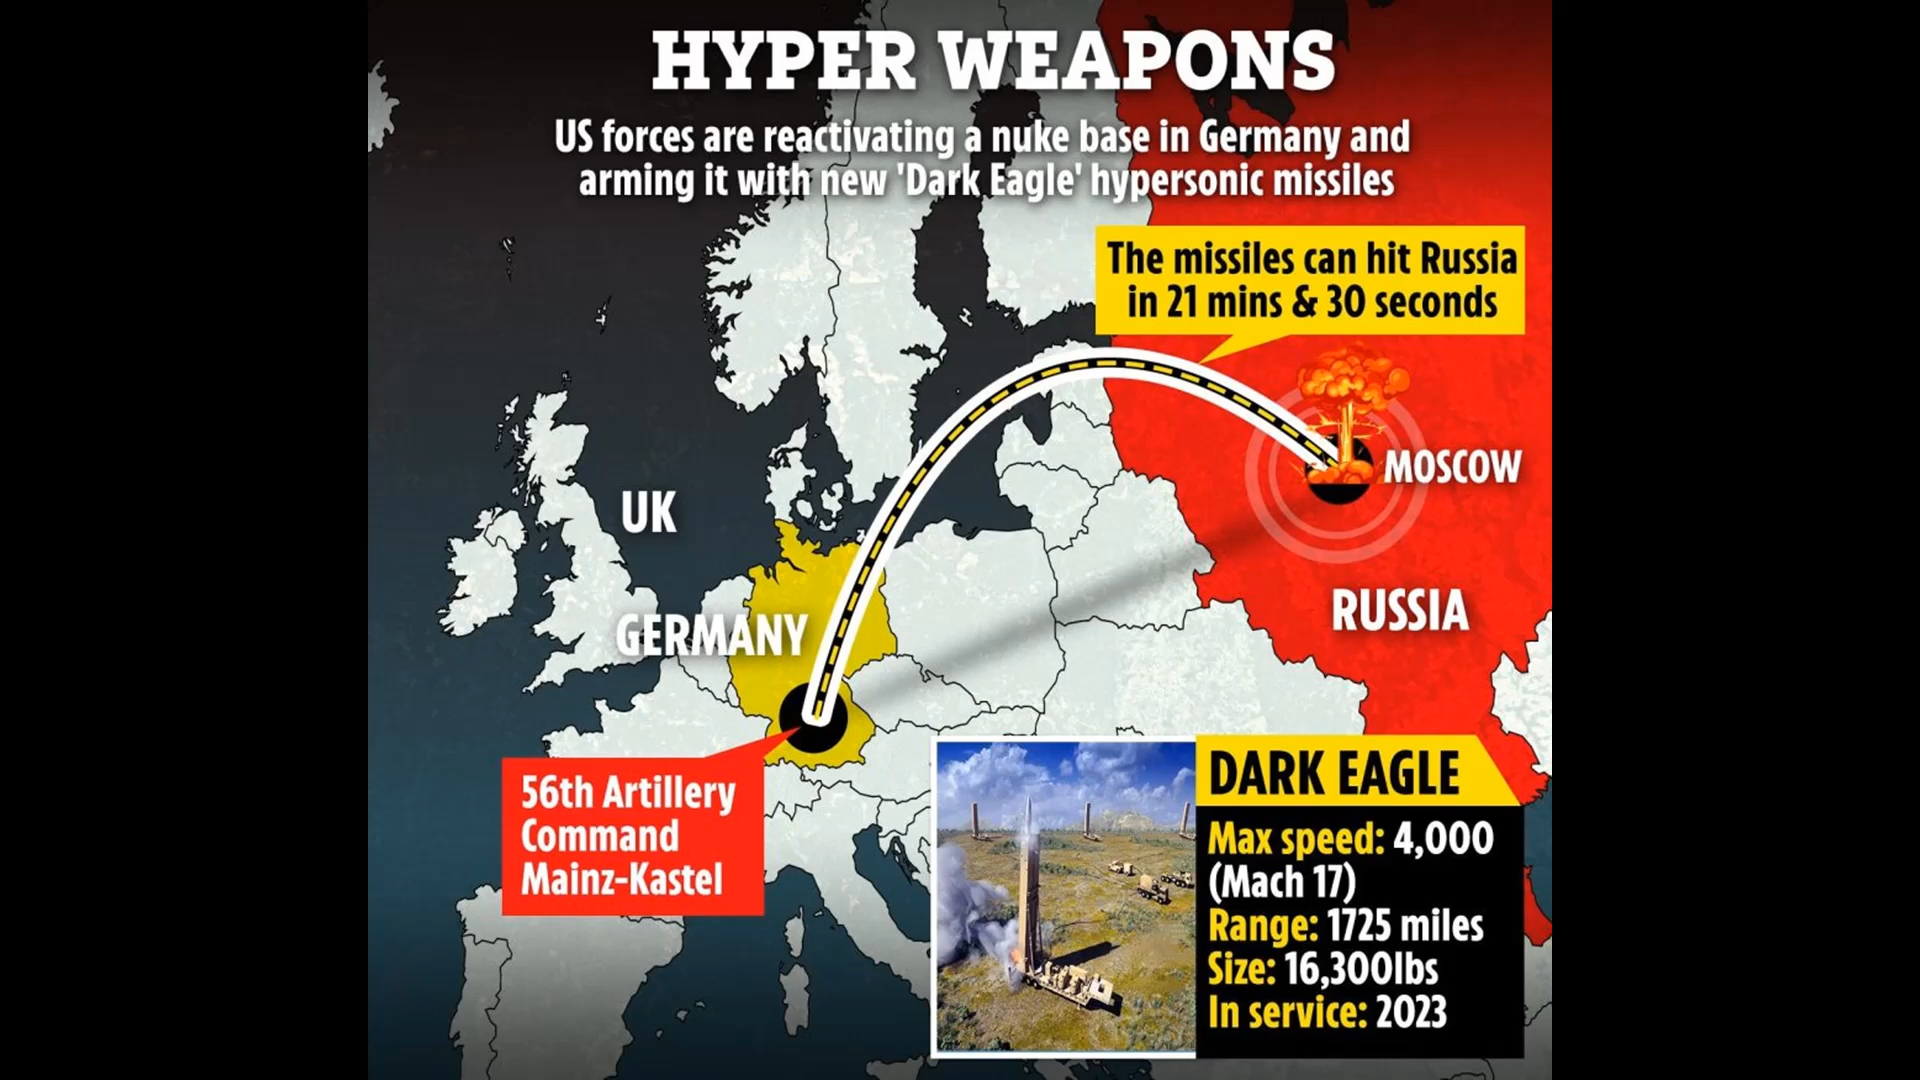 HYPER WEAPONS
US forces are reactivating a nuke base in Germany and
arming it with new 'Dark Eagle' hypersonic missiles
The missiles can hit Russia
in 21 mins & 30 seconds
MOSCOW
UK
RUSSIA
GERMANY
56th Artillery
Command
Mainz-Kastel
DARK EAGLE
Max speed: 4,000
(Mach 17)
Range: 1725 miles
Size: 16,300lbs
In service: 2023